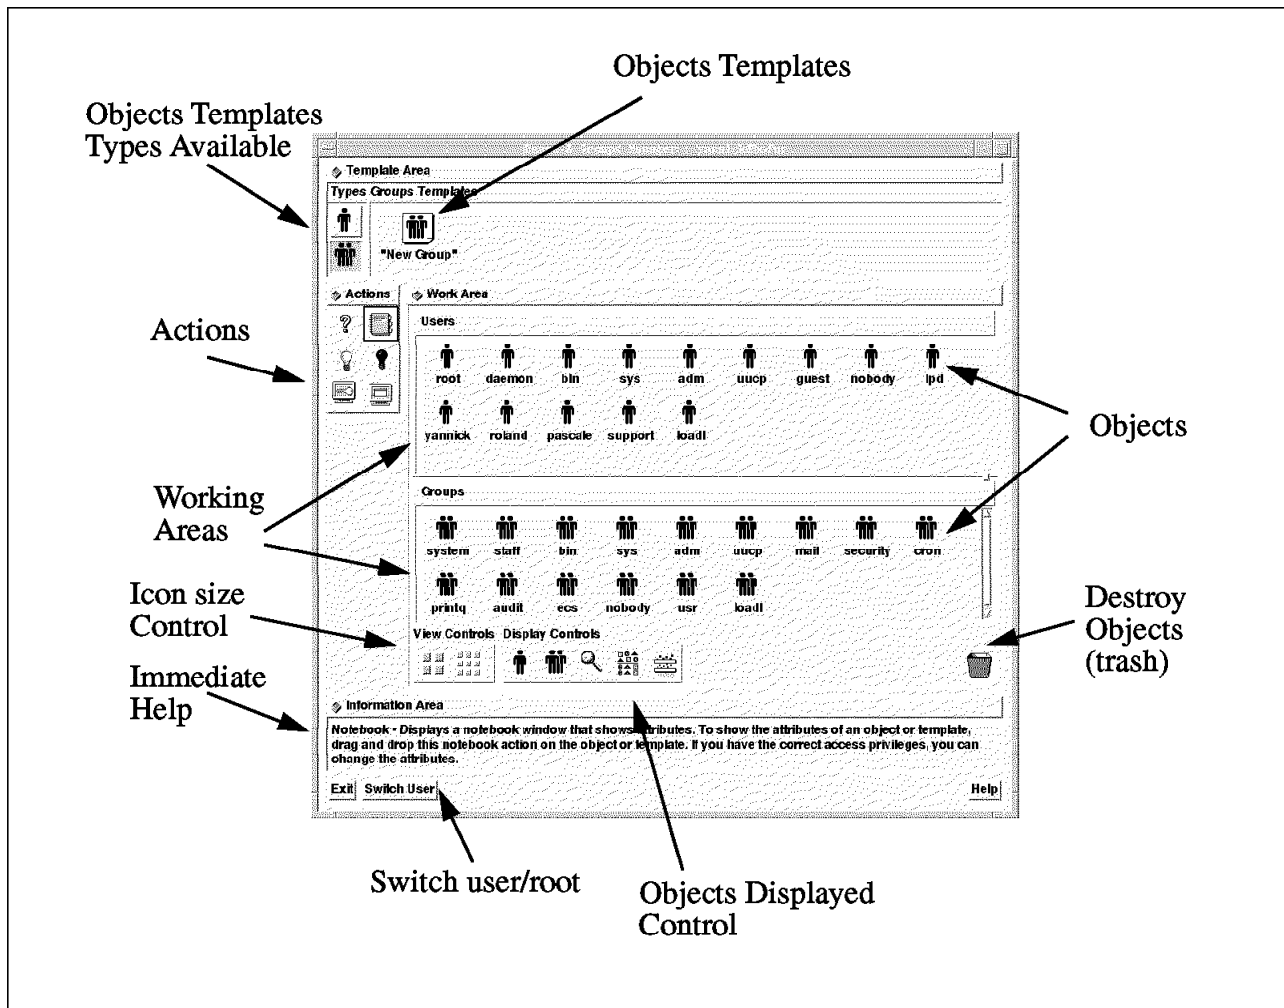 Objects Templates
Objects Templates
Types Available
Template Area
Types Groups Templates
"New Group"
Actions
Work Area
Actions
Users
root daemon bin sys adm uucp guest nobody lpd
yannick roland pascale support loadl
Objects
Groups
Working
Areas
system staff bin sys adm uucp mail security cron
printq audit ecs nobody usr loadl
Icon size
Control
View Controls Display Controls
Destroy
Objects
(trash)
Immediate
Help
Information Area
Notebook - Displays a notebook window that shows attributes. To show the attributes of an object or template,
drag and drop this notebook action on the object or template. If you have the correct access privileges, you can
change the attributes.
Exit Switch User Help
Switch user/root
Objects Displayed
Control